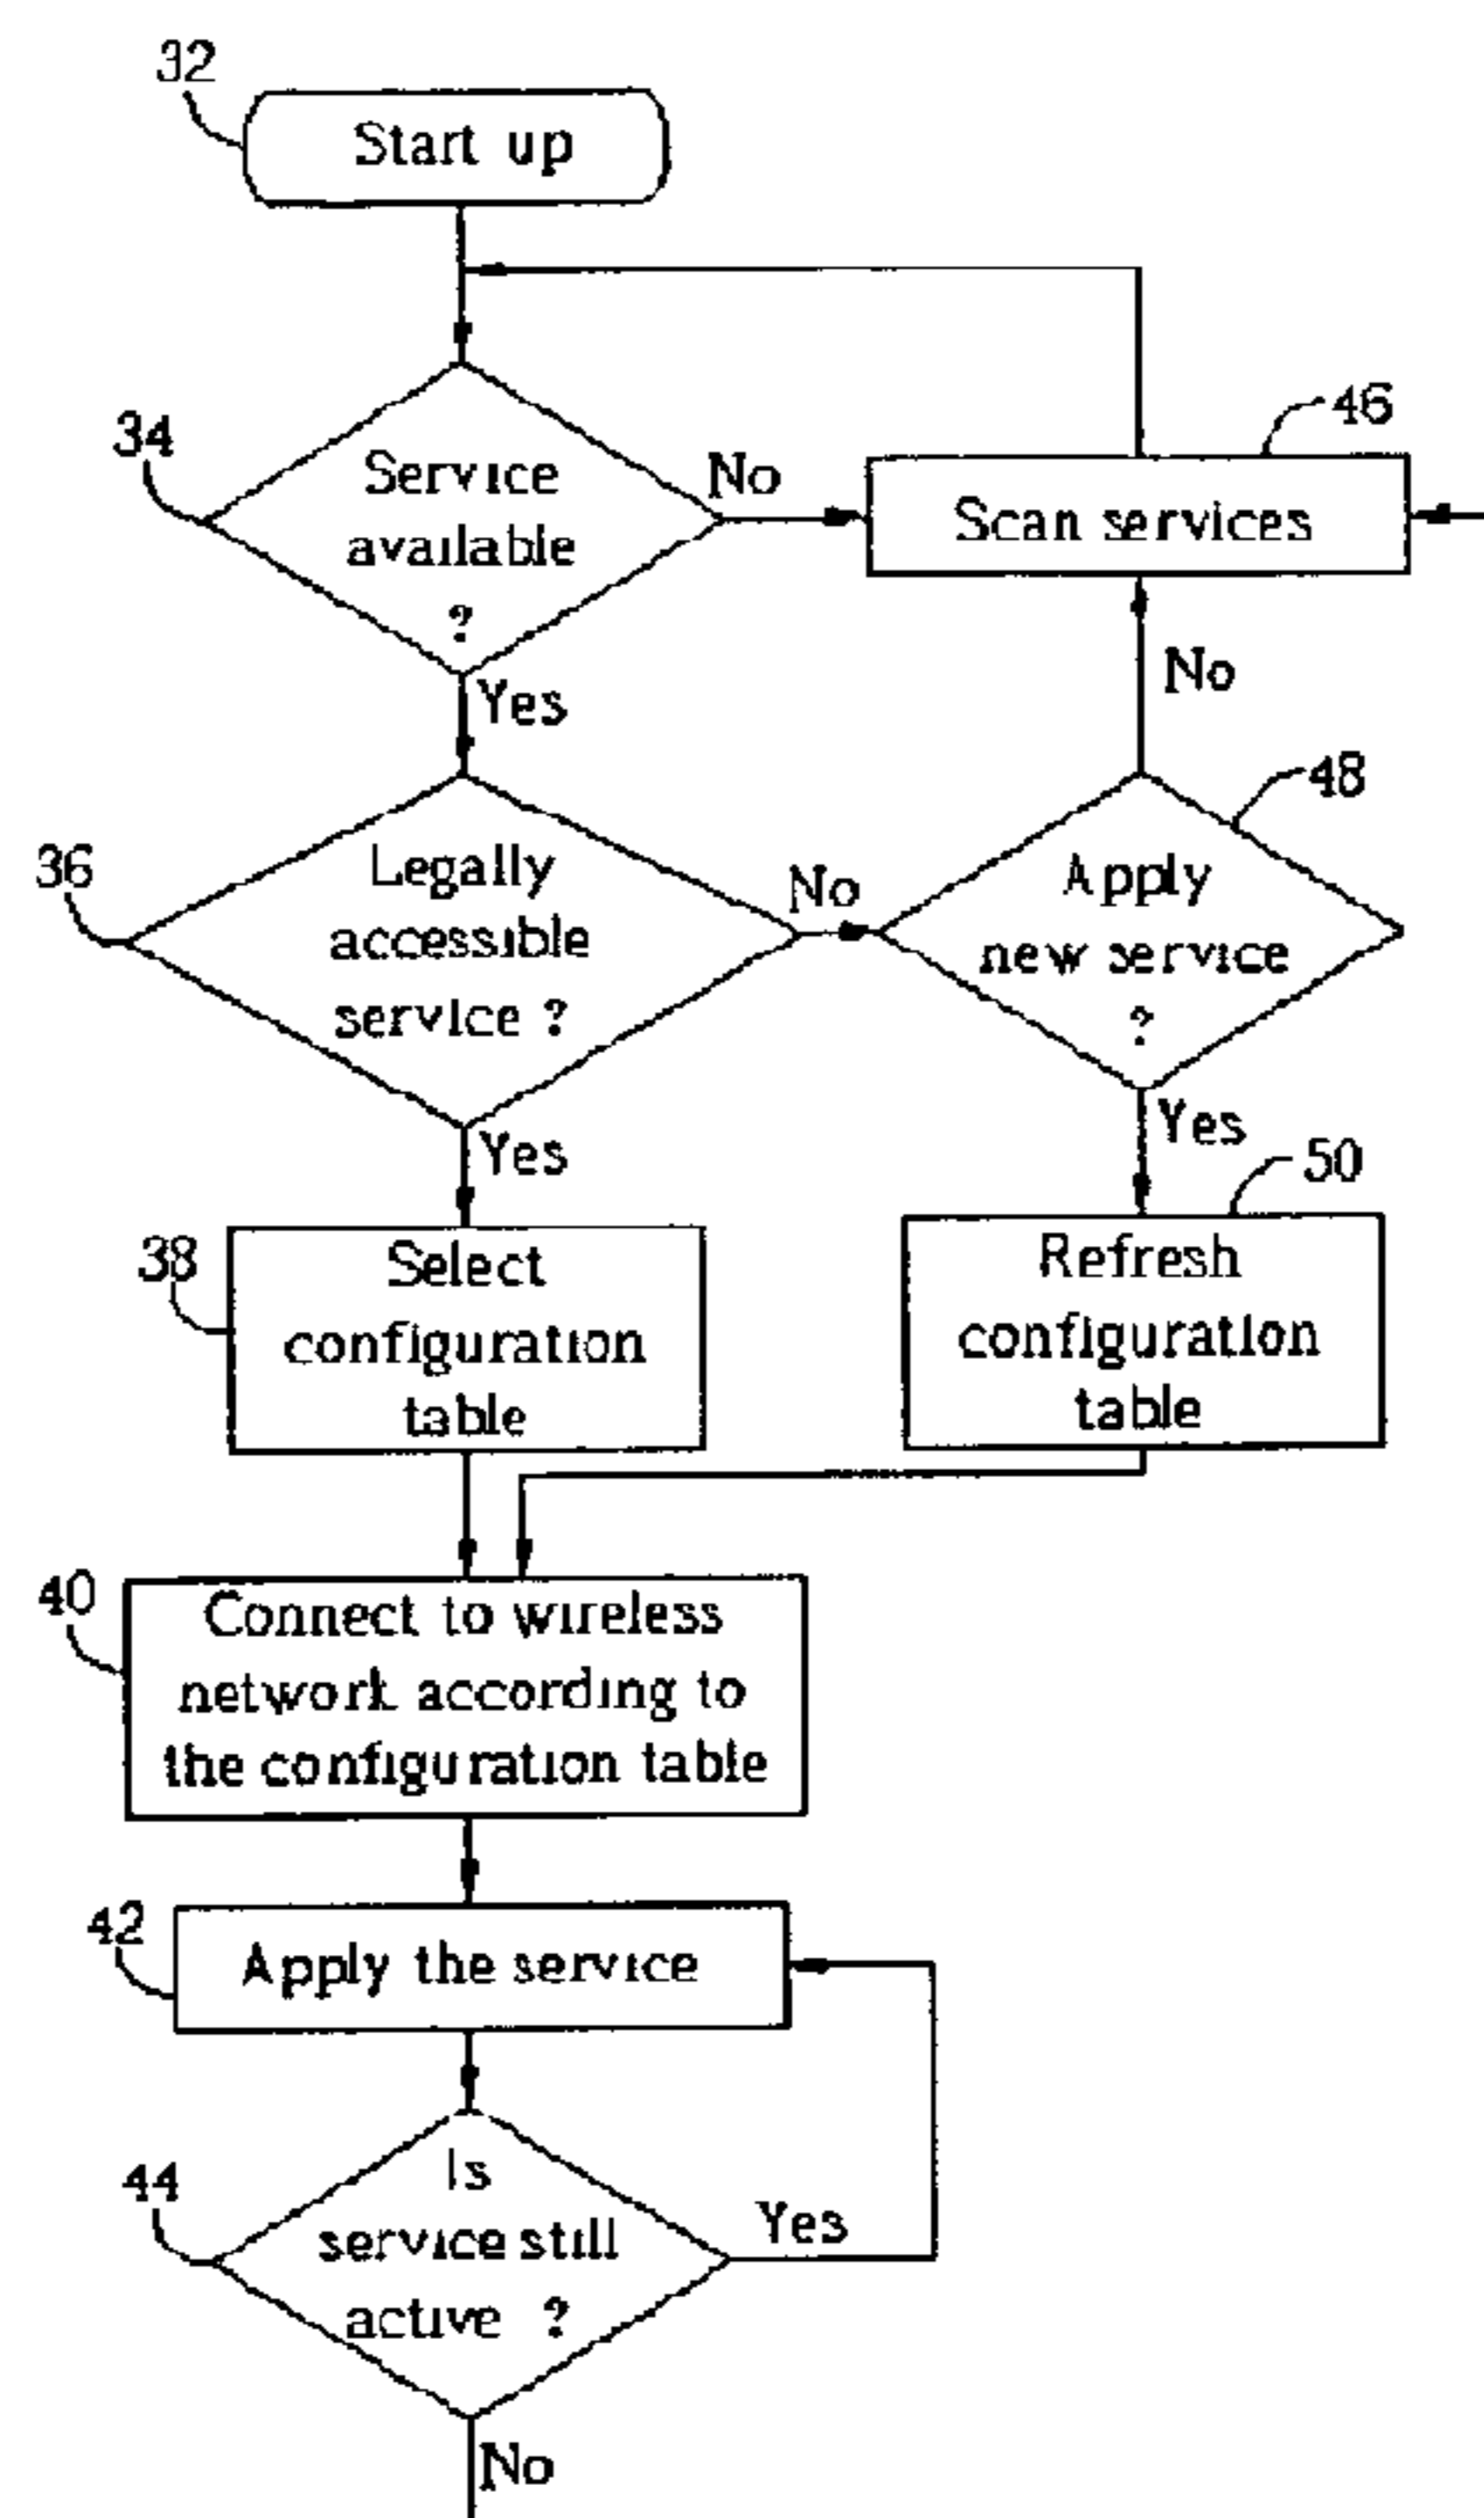 32
Start up
34
Service
available
?
No
46
Scan services
Yes
No
36
Legally
accessible
service ?
No
48
Apply
new service
?
Yes
Yes
38
Select
configuration
table
50
Refresh
configuration
table
40
Connect to wireless
network according to
the configuration table
42
Apply the service
44
Is
service still
active ?
Yes
No